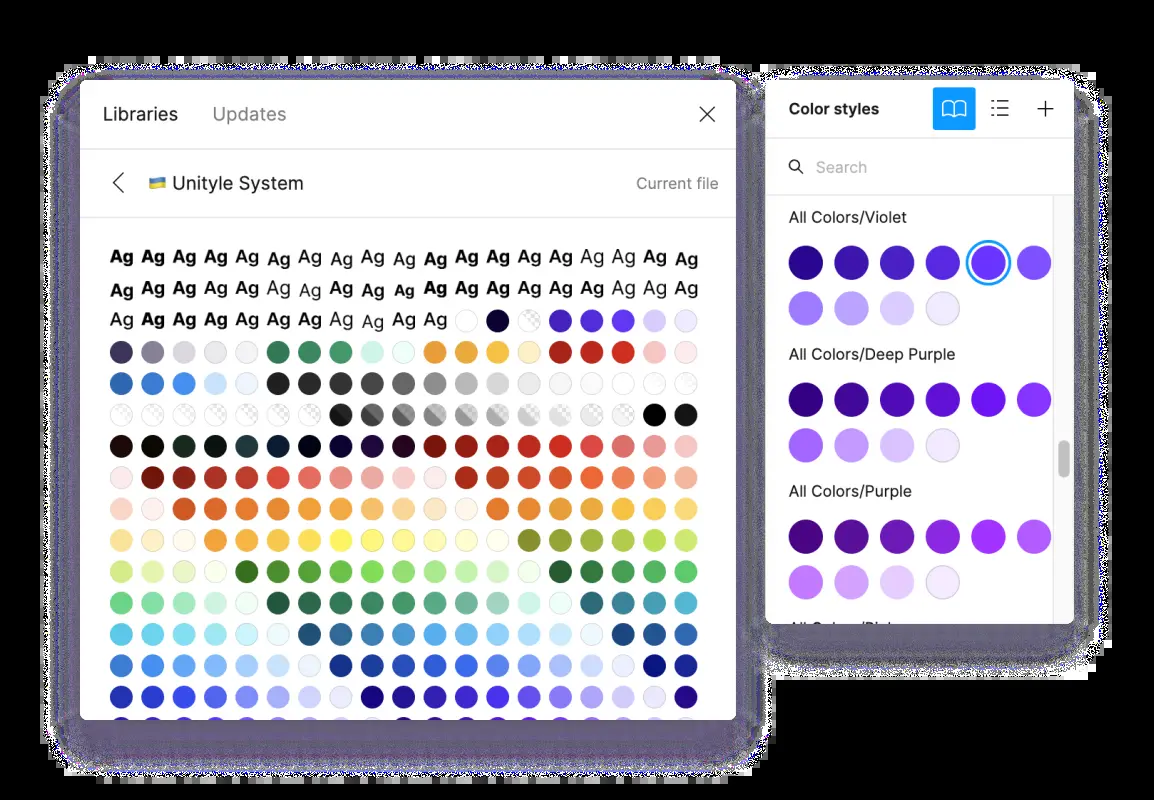 Libraries Updates
Unityle System Current file
Ag Ag Ag Ag Ag Ag Ag Ag Ag Ag Ag Ag Ag Ag Ag Ag Ag Ag Ag
Ag Ag Ag Ag Ag Ag Ag Ag Ag Ag Ag Ag Ag Ag Ag Ag Ag Ag Ag
Ag Ag Ag Ag Ag Ag Ag Ag Ag Ag Ag
Color styles
Search
All Colors/Violet
All Colors/Deep Purple
All Colors/Purple